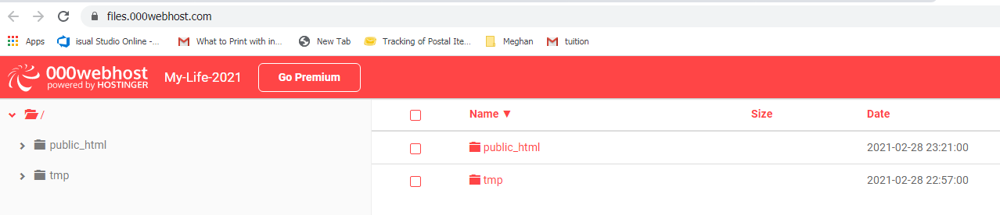 files.000webhost.com
Apps isual Studio Online -... What to Print with in... New Tab Tracking of Postal Ite... Meghan tuition
000webhost
powered by HOSTINGER
My-Life-2021 Go Premium
/
public_html
tmp
Name ▼ Size Date
public_html 2021-02-28 23:21:00
tmp 2021-02-28 22:57:00